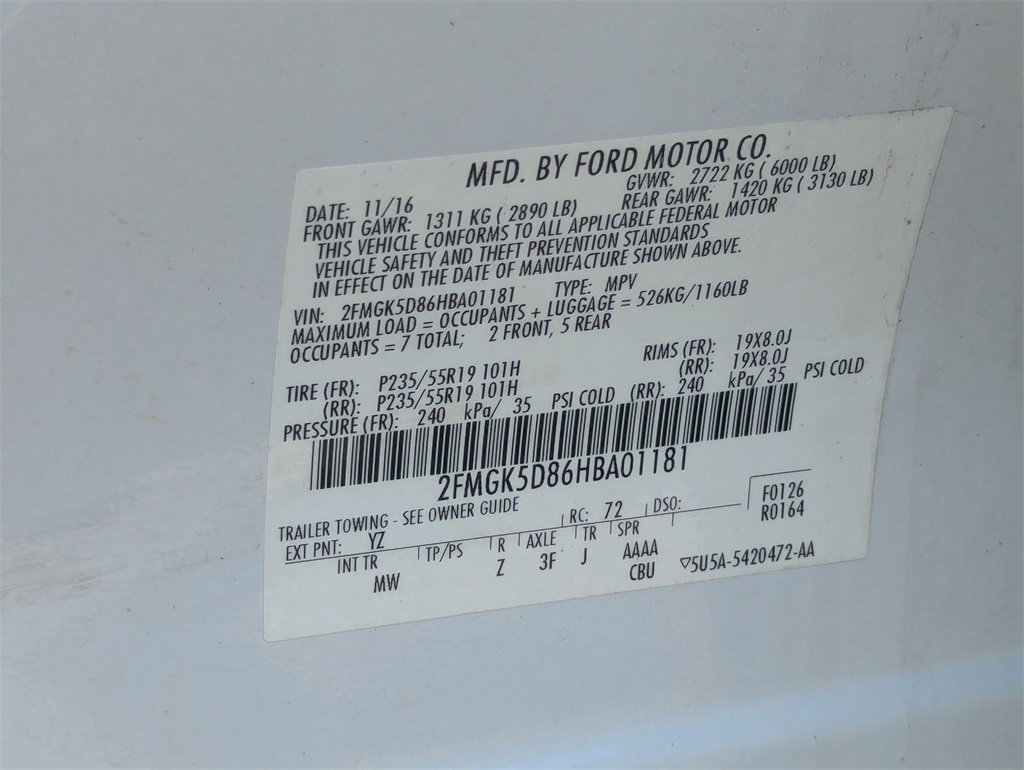 MFD. BY FORD MOTOR CO.
DATE: 11/16 GVWR: 2722 KG ( 6000 LB)
FRONT GAWR: 1311 KG ( 2890 LB) REAR GAWR: 1420 KG ( 3130 LB)
THIS VEHICLE CONFORMS TO ALL APPLICABLE FEDERAL MOTOR
VEHICLE SAFETY AND THEFT PREVENTION STANDARDS
IN EFFECT ON THE DATE OF MANUFACTURE SHOWN ABOVE.
VIN: 2FMGK5D86HBA01181 TYPE: MPV
MAXIMUM LOAD = OCCUPANTS + LUGGAGE = 526KG/1160LB
OCCUPANTS = 7 TOTAL; 2 FRONT, 5 REAR
TIRE (FR): P235/55R19 101H RIMS (FR): 19X8.0J
(RR): P235/55R19 101H (RR): 19X8.0J
PRESSURE (FR): 240 kPa/ 35 PSI COLD (RR): 240 kPa/ 35 PSI COLD
2FMGK5D86HBA01181
TRAILER TOWING - SEE OWNER GUIDE
EXT PNT: YZ RC: 72 DSO: F0126
R0164
INT TR TP/PS R AXLE TR SPR
MW Z 3F J AAAA
CBU ▽5U5A-5420472-AA